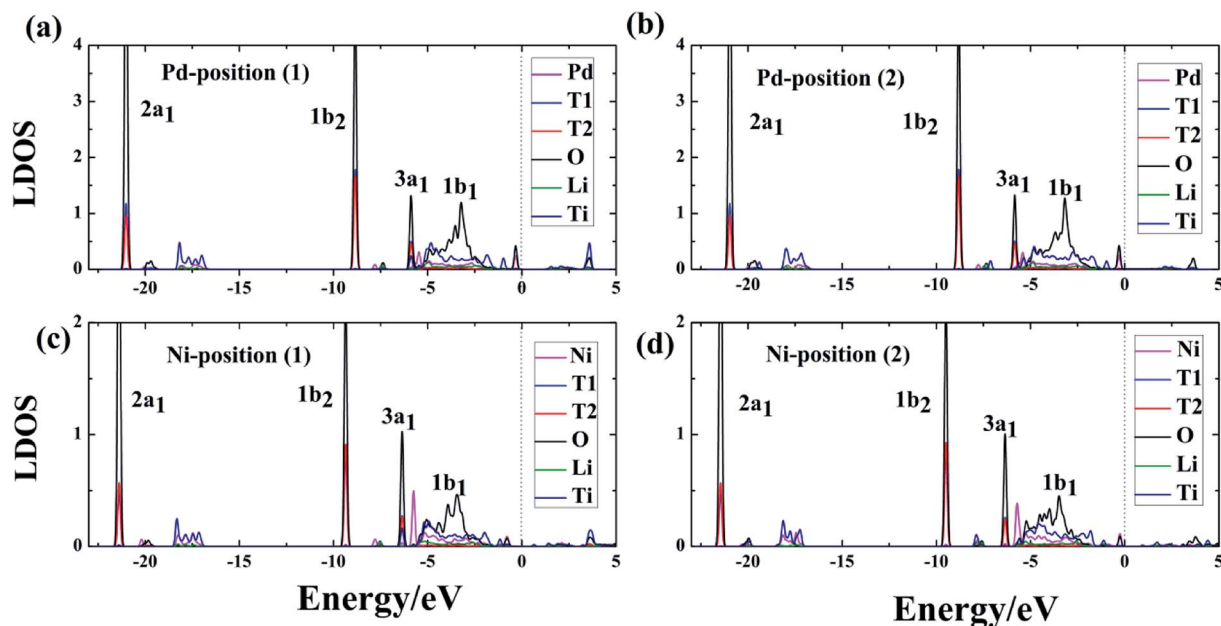 (a)
4
3
2
1
0
LDOS
Pd-position (1)
2a1
1b2
3a1
1b1
Pd
T1
T2
O
Li
Ti
-20 -15 -10 -5 0 5
(b)
4
3
2
1
0
Pd-position (2)
2a1
1b2
3a1
1b1
Pd
T1
T2
O
Li
Ti
-20 -15 -10 -5 0 5
(c)
2
1
0
LDOS
Ni-position (1)
2a1
1b2
3a1
1b1
Ni
T1
T2
O
Li
Ti
-20 -15 -10 -5 0 5
Energy/eV
(d)
2
1
0
Ni-position (2)
2a1
1b2
3a1
1b1
Ni
T1
T2
O
Li
Ti
-20 -15 -10 -5 0 5
Energy/eV